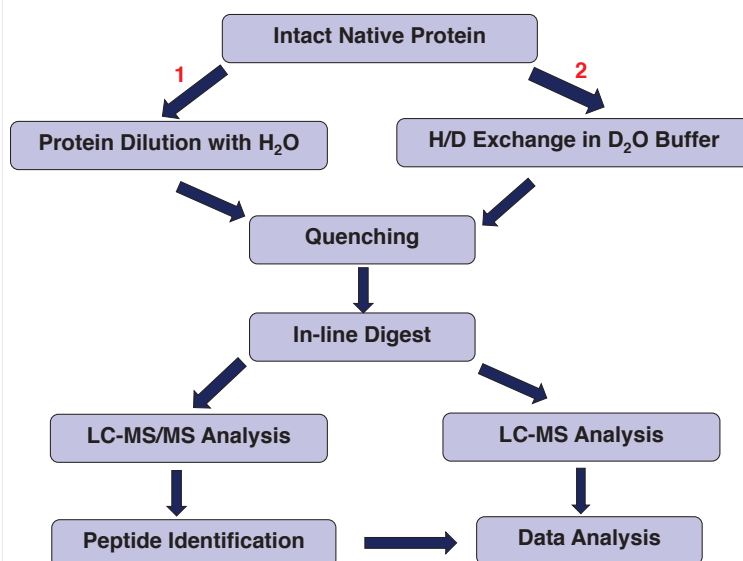 Intact Native Protein
1
2
Protein Dilution with H₂O
H/D Exchange in D₂O Buffer
Quenching
In-line Digest
LC-MS/MS Analysis
LC-MS Analysis
Peptide Identification
Data Analysis